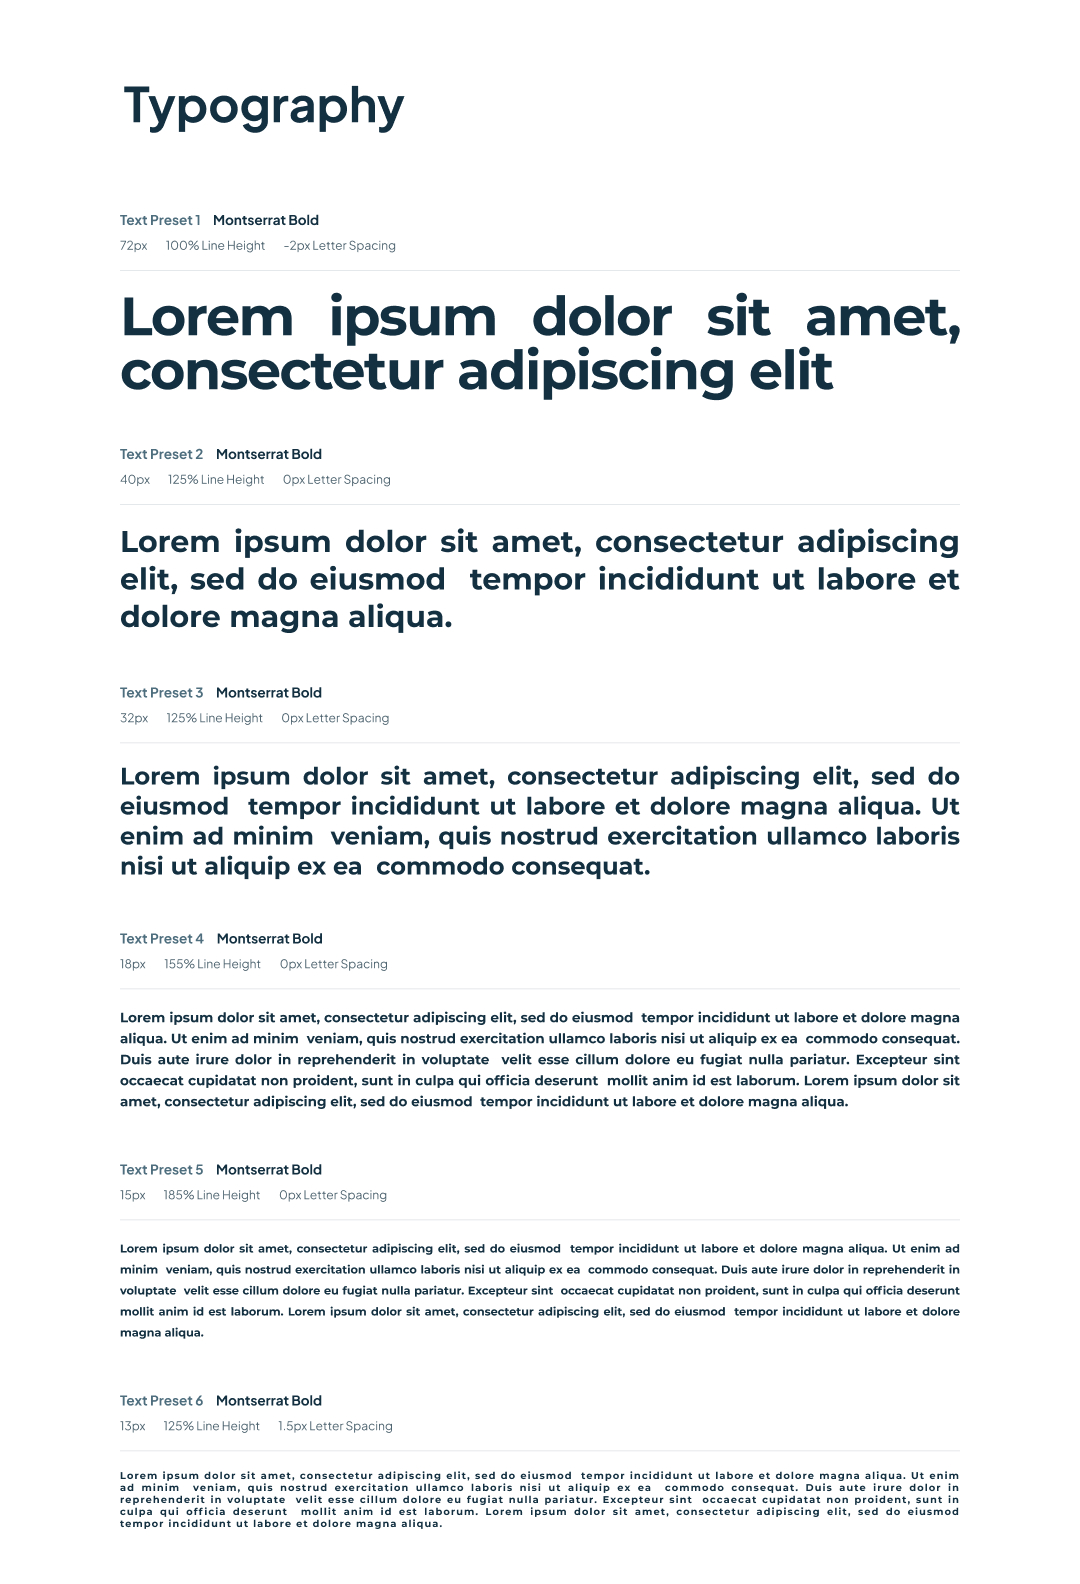 Typography
Text Preset 1 Montserrat Bold
72px 100% Line Height -2px Letter Spacing
Lorem ipsum dolor sit amet,
consectetur adipiscing elit
Text Preset 2 Montserrat Bold
40px 125% Line Height 0px Letter Spacing
Lorem ipsum dolor sit amet, consectetur adipiscing
elit, sed do eiusmod tempor incididunt ut labore et
dolore magna aliqua.
Text Preset 3 Montserrat Bold
32px 125% Line Height 0px Letter Spacing
Lorem ipsum dolor sit amet, consectetur adipiscing elit, sed do
eiusmod tempor incididunt ut labore et dolore magna aliqua. Ut
enim ad minim veniam, quis nostrud exercitation ullamco laboris
nisi ut aliquip ex ea commodo consequat.
Text Preset 4 Montserrat Bold
18px 155% Line Height 0px Letter Spacing
Lorem ipsum dolor sit amet, consectetur adipiscing elit, sed do eiusmod tempor incididunt ut labore et dolore magna
aliqua. Ut enim ad minim veniam, quis nostrud exercitation ullamco laboris nisi ut aliquip ex ea commodo consequat.
Duis aute irure dolor in reprehenderit in voluptate velit esse cillum dolore eu fugiat nulla pariatur. Excepteur sint
occaecat cupidatat non proident, sunt in culpa qui officia deserunt mollit anim id est laborum. Lorem ipsum dolor sit
amet, consectetur adipiscing elit, sed do eiusmod tempor incididunt ut labore et dolore magna aliqua.
Text Preset 5 Montserrat Bold
15px 185% Line Height 0px Letter Spacing
Lorem ipsum dolor sit amet, consectetur adipiscing elit, sed do eiusmod tempor incididunt ut labore et dolore magna aliqua. Ut enim ad
minim veniam, quis nostrud exercitation ullamco laboris nisi ut aliquip ex ea commodo consequat. Duis aute irure dolor in reprehenderit in
voluptate velit esse cillum dolore eu fugiat nulla pariatur. Excepteur sint occaecat cupidatat non proident, sunt in culpa qui officia deserunt
mollit anim id est laborum. Lorem ipsum dolor sit amet, consectetur adipiscing elit, sed do eiusmod tempor incididunt ut labore et dolore
magna aliqua.
Text Preset 6 Montserrat Bold
13px 125% Line Height 1.5px Letter Spacing
Lorem ipsum dolor sit amet, consectetur adipiscing elit, sed do eiusmod tempor incididunt ut labore et dolore magna aliqua. Ut enim
ad minim veniam, quis nostrud exercitation ullamco laboris nisi ut aliquip ex ea commodo consequat. Duis aute irure dolor in
reprehenderit in voluptate velit esse cillum dolore eu fugiat nulla pariatur. Excepteur sint occaecat cupidatat non proident, sunt in
culpa qui officia deserunt mollit anim id est laborum. Lorem ipsum dolor sit amet, consectetur adipiscing elit, sed do eiusmod
tempor incididunt ut labore et dolore magna aliqua.